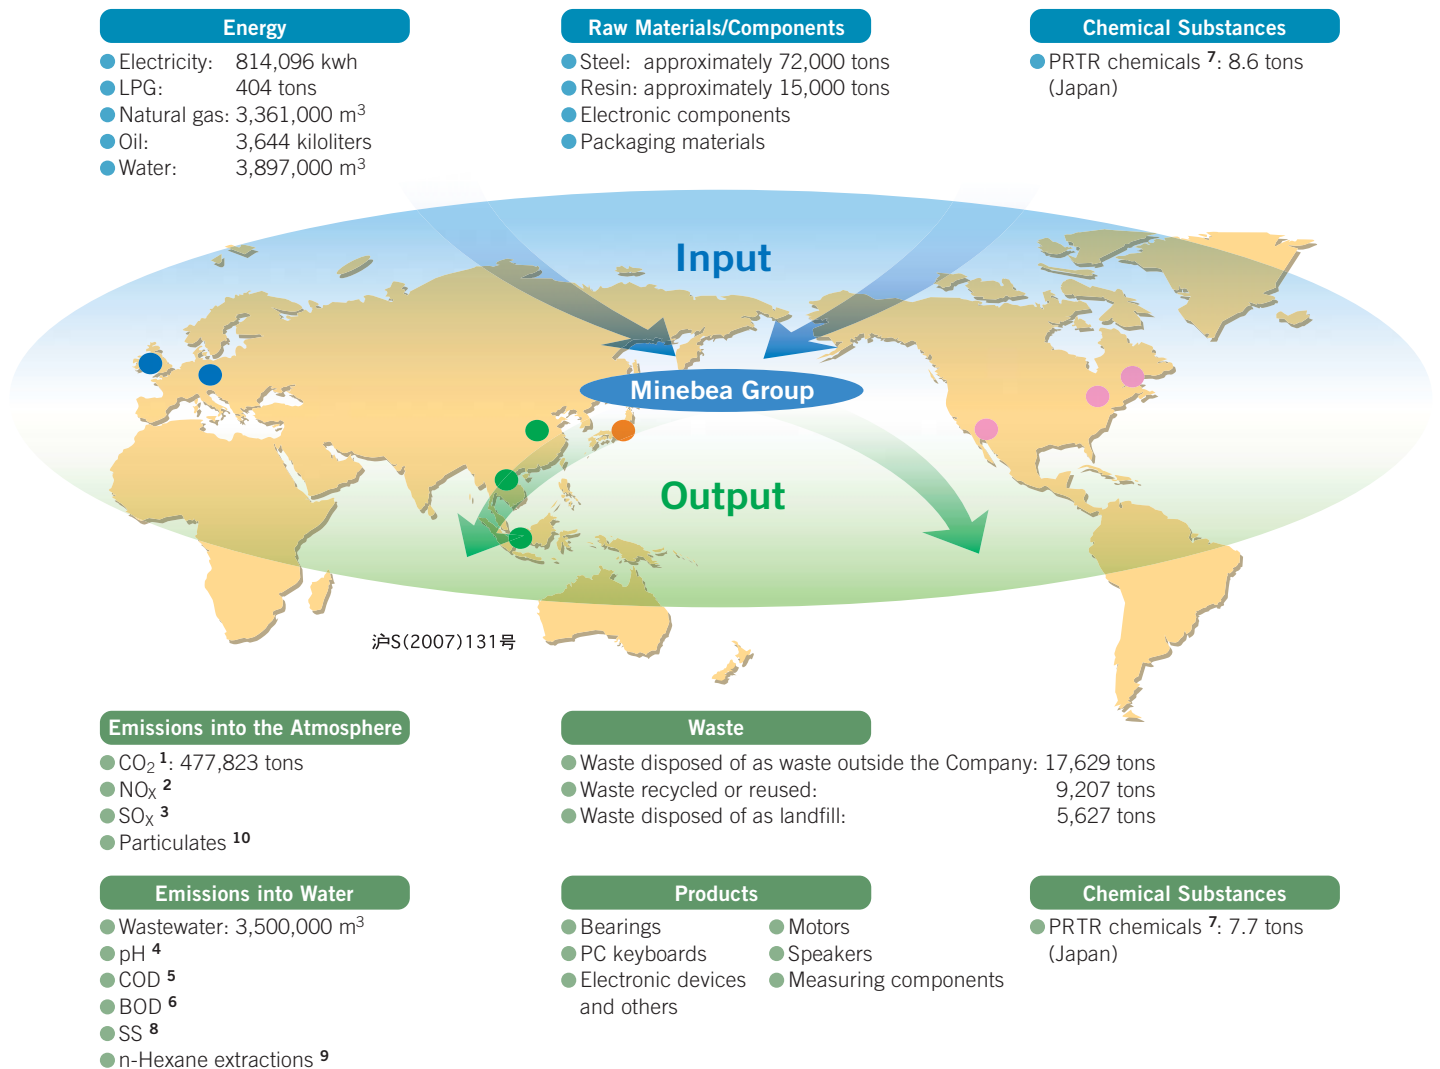 Energy
Electricity: 814,096 kwh
LPG: 404 tons
Natural gas: 3,361,000 m³
Oil: 3,644 kiloliters
Water: 3,897,000 m³
Raw Materials/Components
Steel: approximately 72,000 tons
Resin: approximately 15,000 tons
Electronic components
Packaging materials
Chemical Substances
PRTR chemicals ⁷: 8.6 tons
(Japan)
Input
Minebea Group
Output
沪S(2007)131号
Emissions into the Atmosphere
CO₂ ¹: 477,823 tons
NOX ²
SOX ³
Particulates ¹⁰
Waste
Waste disposed of as waste outside the Company: 17,629 tons
Waste recycled or reused: 9,207 tons
Waste disposed of as landfill: 5,627 tons
Emissions into Water
Wastewater: 3,500,000 m³
pH ⁴
COD ⁵
BOD ⁶
SS ⁸
n-Hexane extractions ⁹
Products
Bearings
PC keyboards
Electronic devices
and others
Motors
Speakers
Measuring components
Chemical Substances
PRTR chemicals ⁷: 7.7 tons
(Japan)